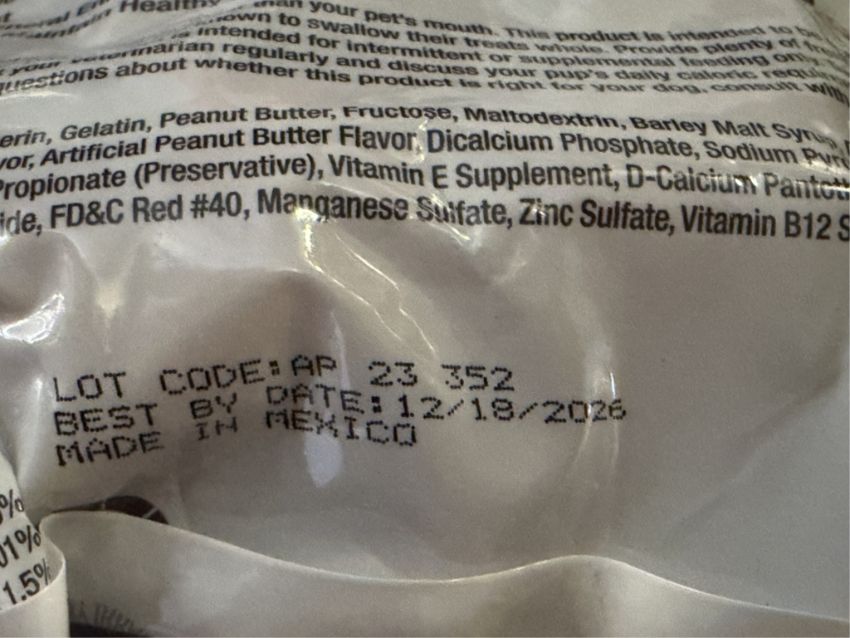 your pet's mouth. This product is intended to
to swallow their treats whole. Provide plenty of
intended for intermittent or supplemental feeding
veterinarian regularly and discuss your pup's daily caloric
questions about whether this product is right for your dog, consult with
Gelatin, Peanut Butter, Fructose, Maltodextrin, Barley Malt
Artificial Peanut Butter Flavor, Dicalcium Phosphate, Sodium
Propionate (Preservative), Vitamin E Supplement, D-Calcium
FD&C Red #40, Manganese Sulfate, Zinc Sulfate, Vitamin B12
LOT CODE:AP 23 352
BEST BY DATE:12/18/2026
MADE IN MEXICO
1.5%